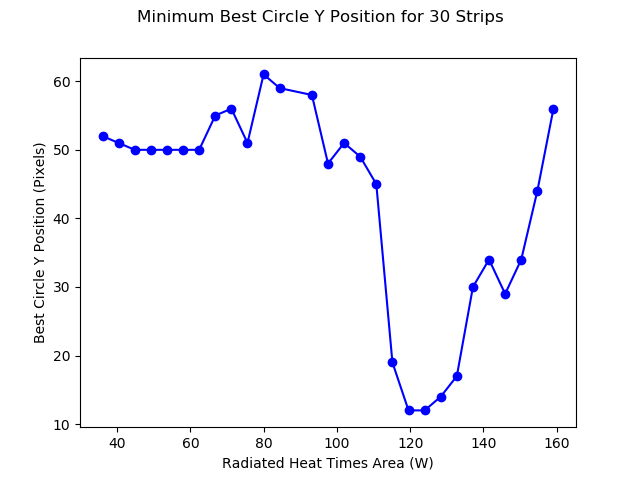 Minimum Best Circle Y Position for 30 Strips
60
50
40
30
20
10
Best Circle Y Position (Pixels)
40 60 80 100 120 140 160
Radiated Heat Times Area (W)